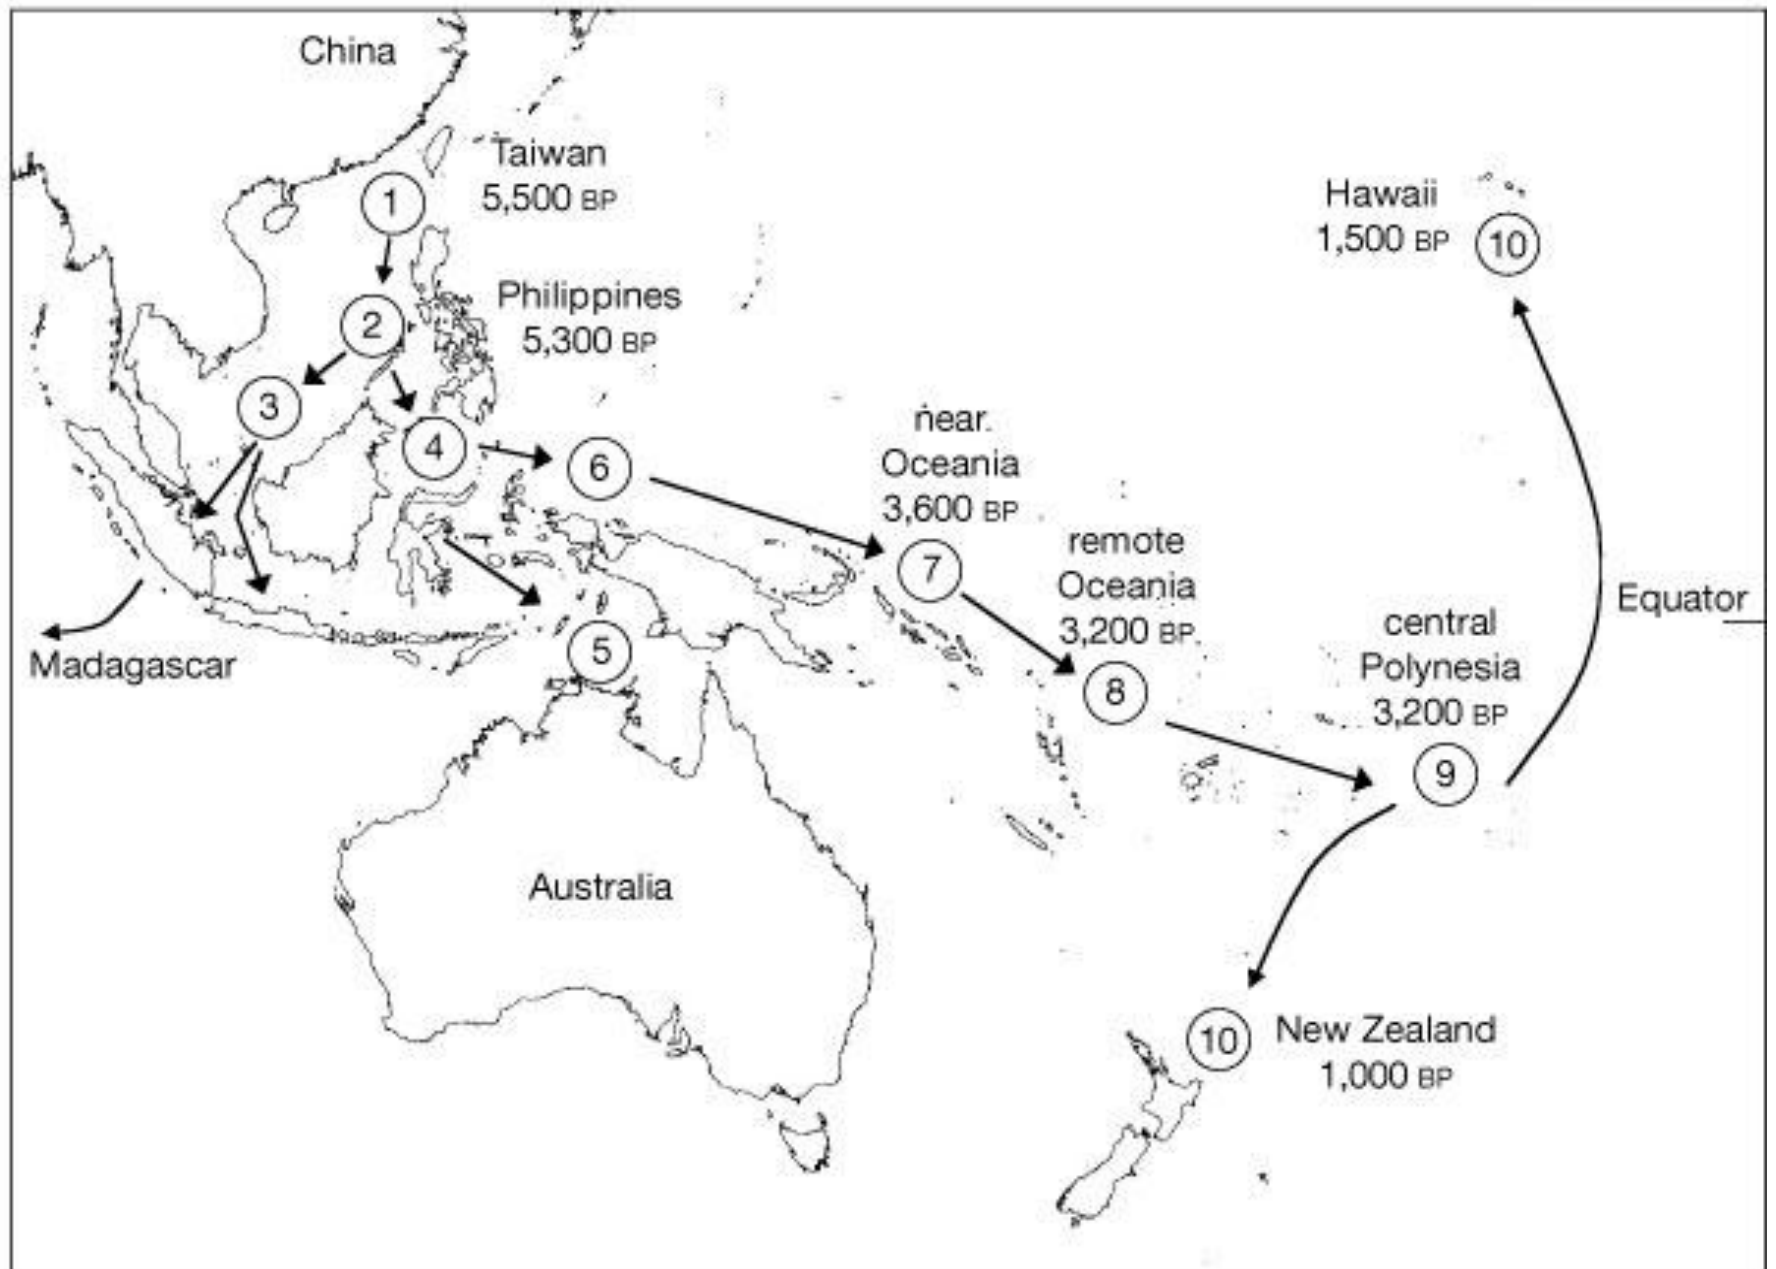 China
Taiwan
5,500 BP
1
Hawaii
1,500 BP
10
Philippines
5,300 BP
2
3
4
6
near
Oceania
3,600 BP
7
remote
Oceania
3,200 BP
8
Equator
central
Polynesia
3,200 BP
9
Madagascar
5
Australia
10
New Zealand
1,000 BP